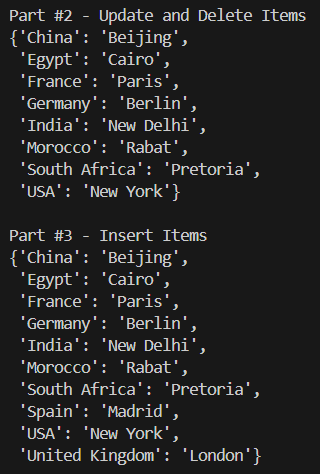 Part #2 - Update and Delete Items
{'China': 'Beijing',
 'Egypt': 'Cairo',
 'France': 'Paris',
 'Germany': 'Berlin',
 'India': 'New Delhi',
 'Morocco': 'Rabat',
 'South Africa': 'Pretoria',
 'USA': 'New York'}

Part #3 - Insert Items
{'China': 'Beijing',
 'Egypt': 'Cairo',
 'France': 'Paris',
 'Germany': 'Berlin',
 'India': 'New Delhi',
 'Morocco': 'Rabat',
 'South Africa': 'Pretoria',
 'Spain': 'Madrid',
 'USA': 'New York',
 'United Kingdom': 'London'}